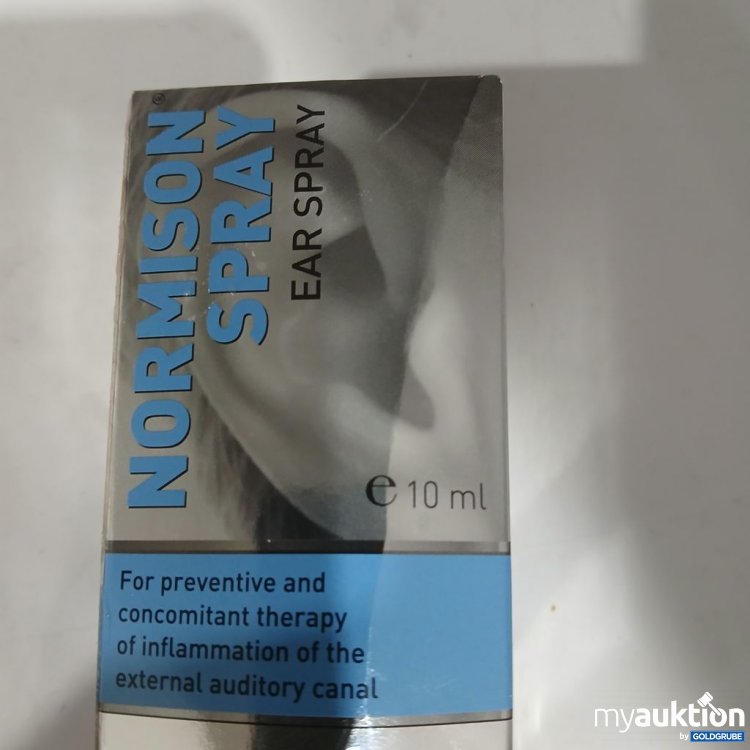 NORMISON®
SPRAY
EAR SPRAY
e 10 ml
For preventive and
concomitant therapy
of inflammation of the
external auditory canal
myauktion
by GOLDGRUBE